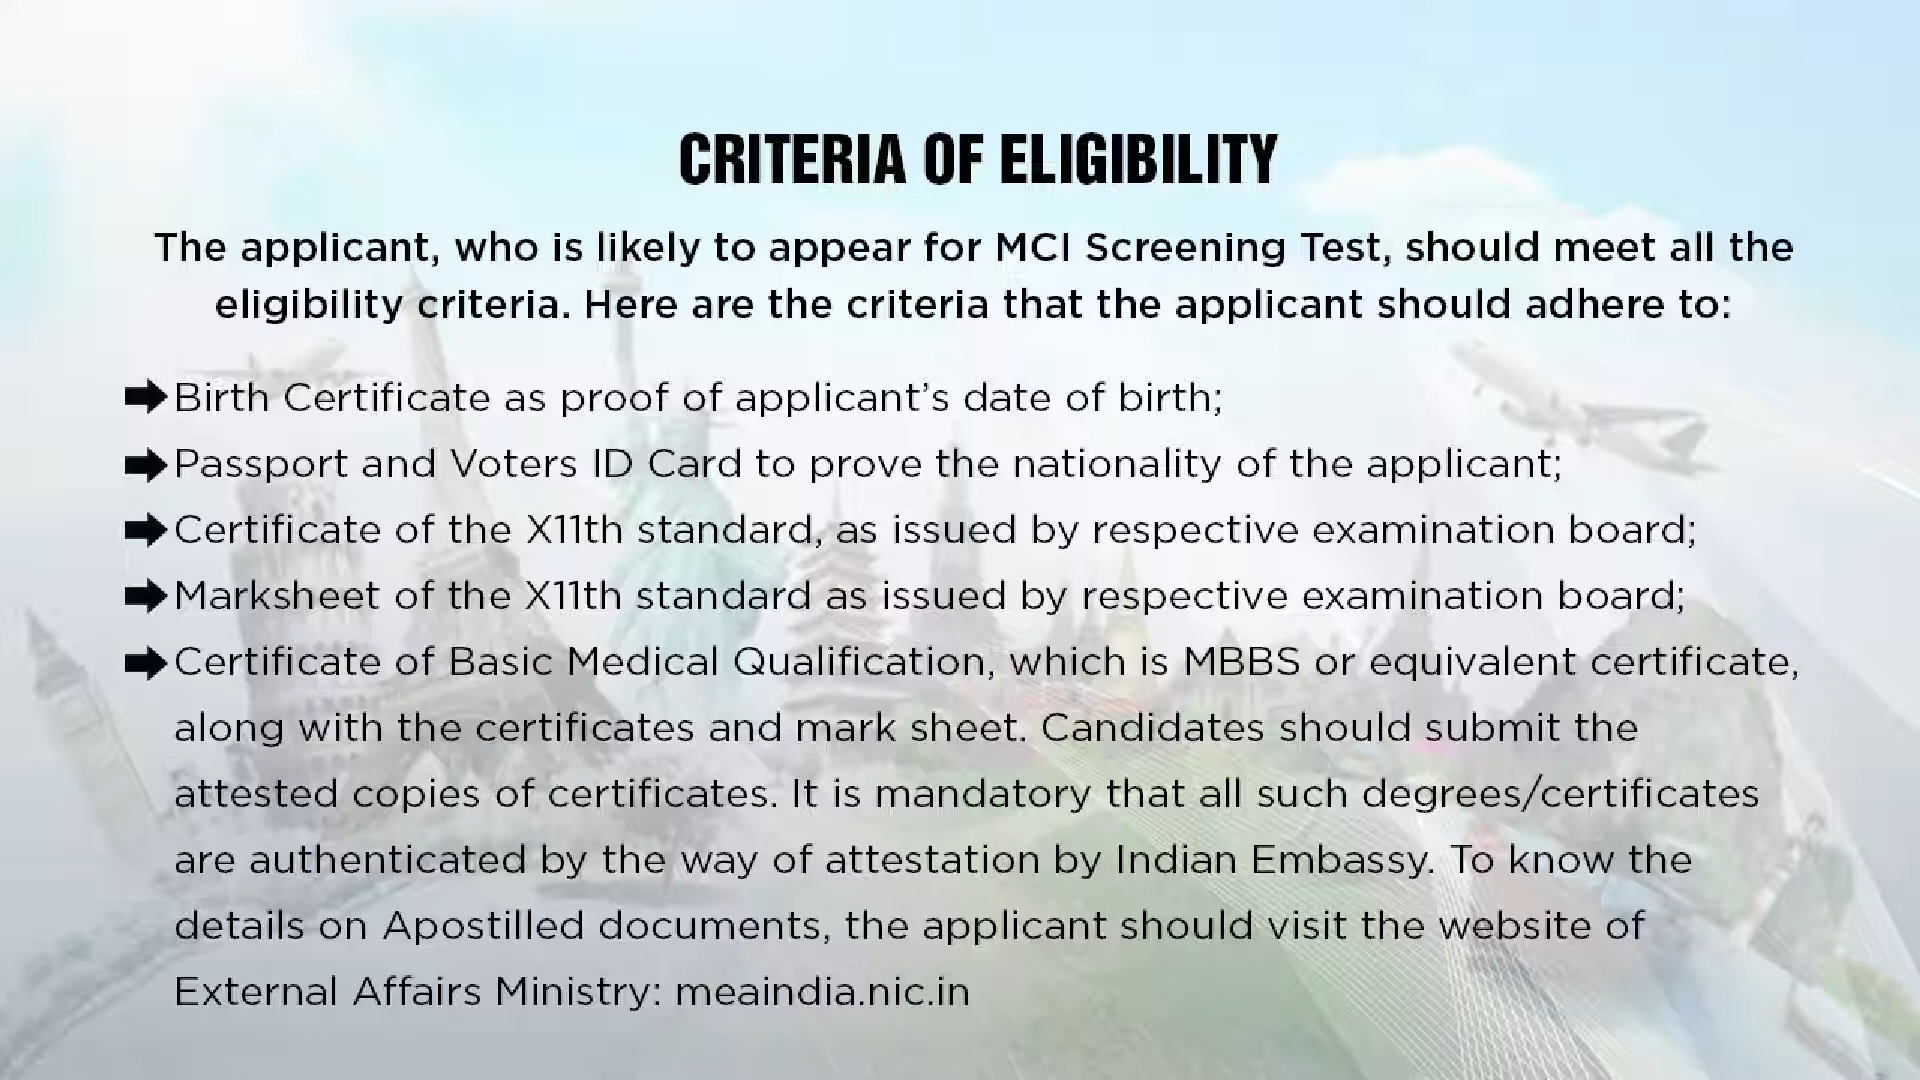 CRITERIA OF ELIGIBILITY
The applicant, who is likely to appear for MCI Screening Test, should meet all the
eligibility criteria. Here are the criteria that the applicant should adhere to:
Birth Certificate as proof of applicant’s date of birth;
Passport and Voters ID Card to prove the nationality of the applicant;
Certificate of the X11th standard, as issued by respective examination board;
Marksheet of the X11th standard as issued by respective examination board;
Certificate of Basic Medical Qualification, which is MBBS or equivalent certificate,
along with the certificates and mark sheet. Candidates should submit the
attested copies of certificates. It is mandatory that all such degrees/certificates
are authenticated by the way of attestation by Indian Embassy. To know the
details on Apostilled documents, the applicant should visit the website of
External Affairs Ministry: meaindia.nic.in